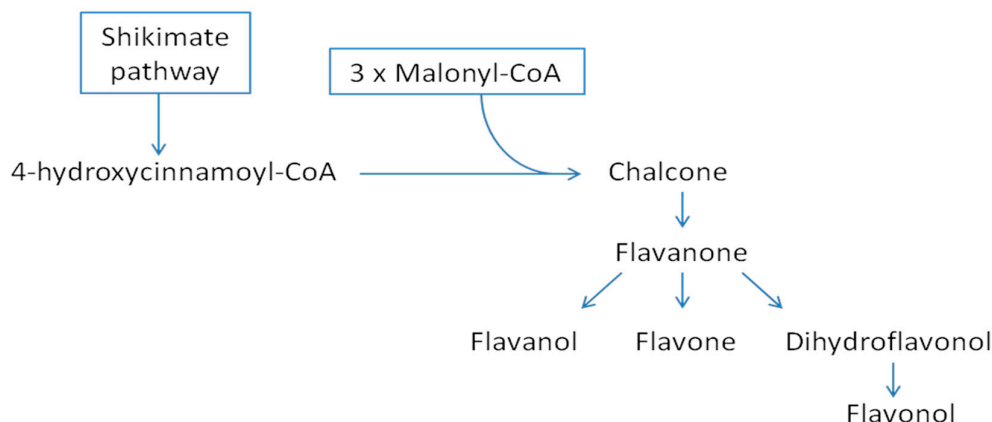 Shikimate
pathway
3 x Malonyl-CoA
4-hydroxycinnamoyl-CoA
Chalcone
Flavanone
Flavanol
Flavone
Dihydroflavonol
Flavonol